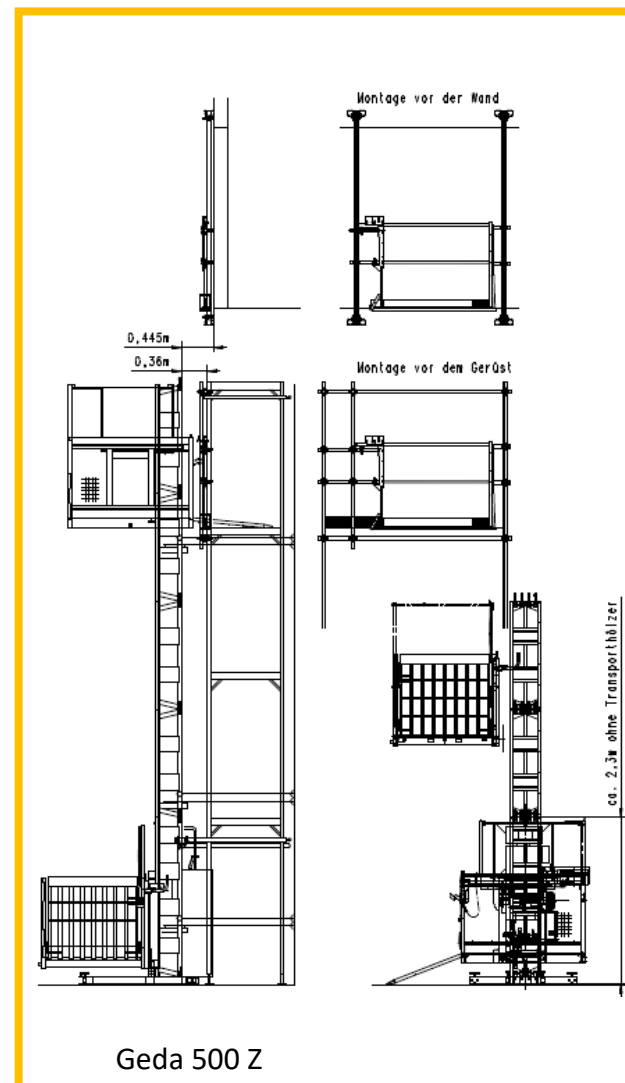 Montage vor der Wand
0,445m
0,36m
Montage vor dem Gerüst
ca. 2,3m ohne Transporthölzer
Geda 500 Z